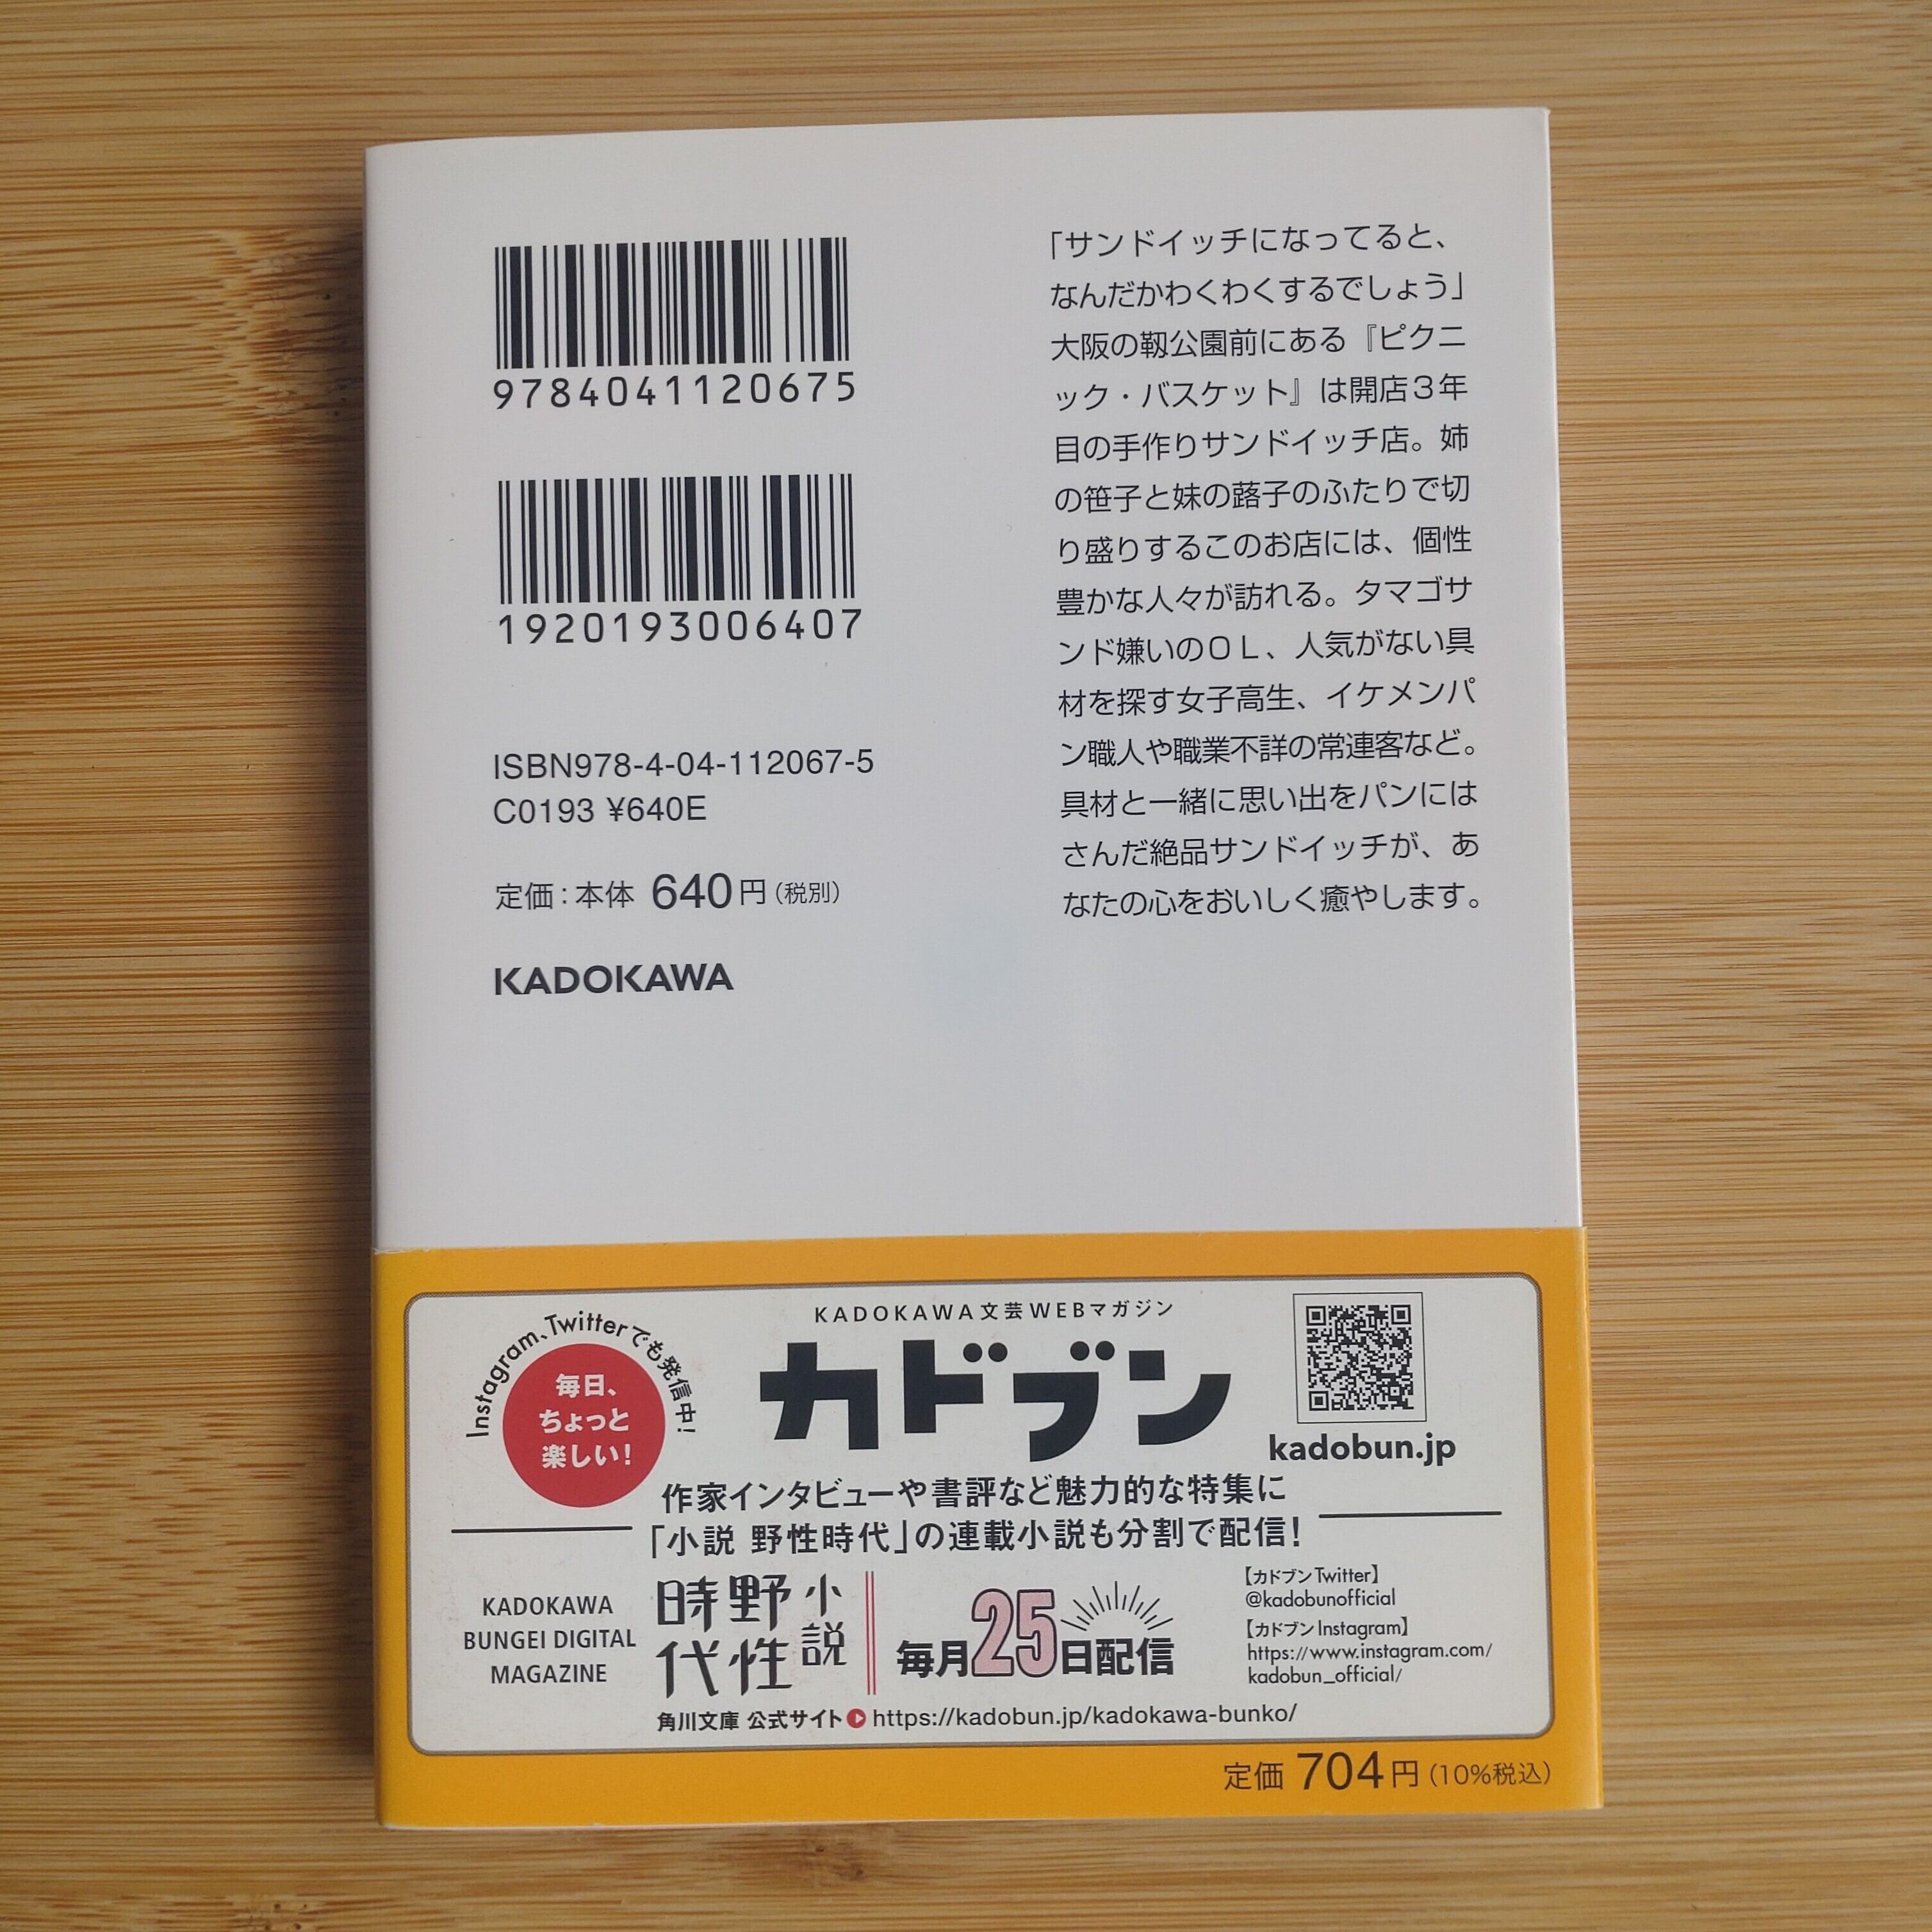 9784041120675
1920193006407
ISBN978-4-04-112067-5
C0193 ¥640E
定価：本体 640円（税別）
KADOKAWA
「サンドイッチになってると、
なんだかわくわくするでしょう」
大阪の靱公園前にある『ピクニ
ック・バスケット』は開店３年
目の手作りサンドイッチ店。姉
の笹子と妹の蕗子のふたりで切
り盛りするこのお店には、個性
豊かな人々が訪れる。タマゴサ
ンド嫌いのＯＬ、人気がない具
材を探す女子高生、イケメンパ
ン職人や職業不詳の常連客など。
具材と一緒に思い出をパンには
さんだ絶品サンドイッチが、あ
なたの心をおいしく癒やします。
Instagram、Twitterでも発信中！
毎日、
ちょっと
楽しい！
KADOKAWA文芸WEBマガジン
カドブン
kadobun.jp
作家インタビューや書評など魅力的な特集に
「小説 野性時代」の連載小説も分割で配信！
KADOKAWA
BUNGEI DIGITAL
MAGAZINE
小説
野性
時代
毎月25日配信
【カドブンTwitter】
@kadobunofficial
【カドブンInstagram】
https://www.instagram.com/
kadobun_official/
角川文庫 公式サイト https://kadobun.jp/kadokawa-bunko/
定価 704円（10%税込）